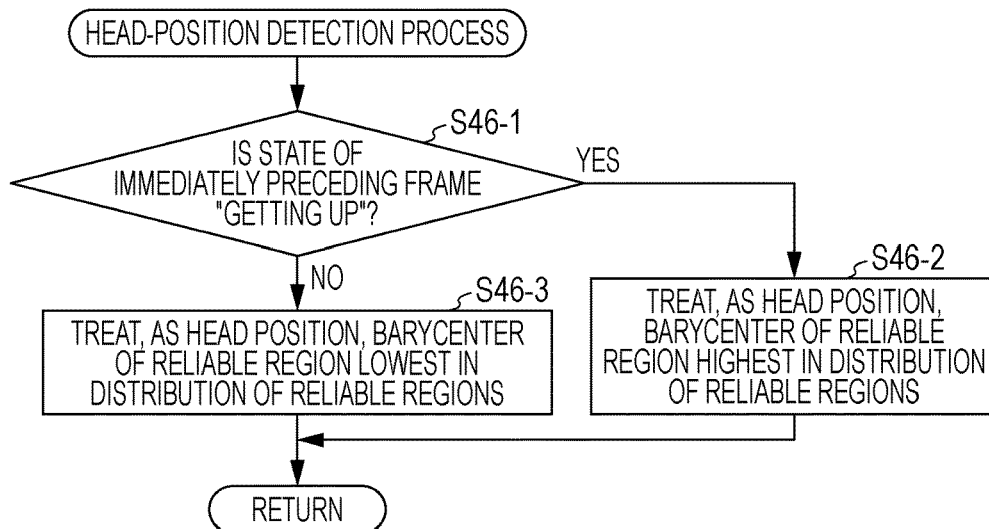 HEAD-POSITION DETECTION PROCESS
S46-1
IS STATE OF
IMMEDIATELY PRECEDING FRAME
"GETTING UP"?
YES
NO
S46-2
TREAT, AS HEAD POSITION,
BARYCENTER OF RELIABLE
REGION HIGHEST IN DISTRIBUTION
OF RELIABLE REGIONS
S46-3
TREAT, AS HEAD POSITION, BARYCENTER
OF RELIABLE REGION LOWEST IN
DISTRIBUTION OF RELIABLE REGIONS
RETURN